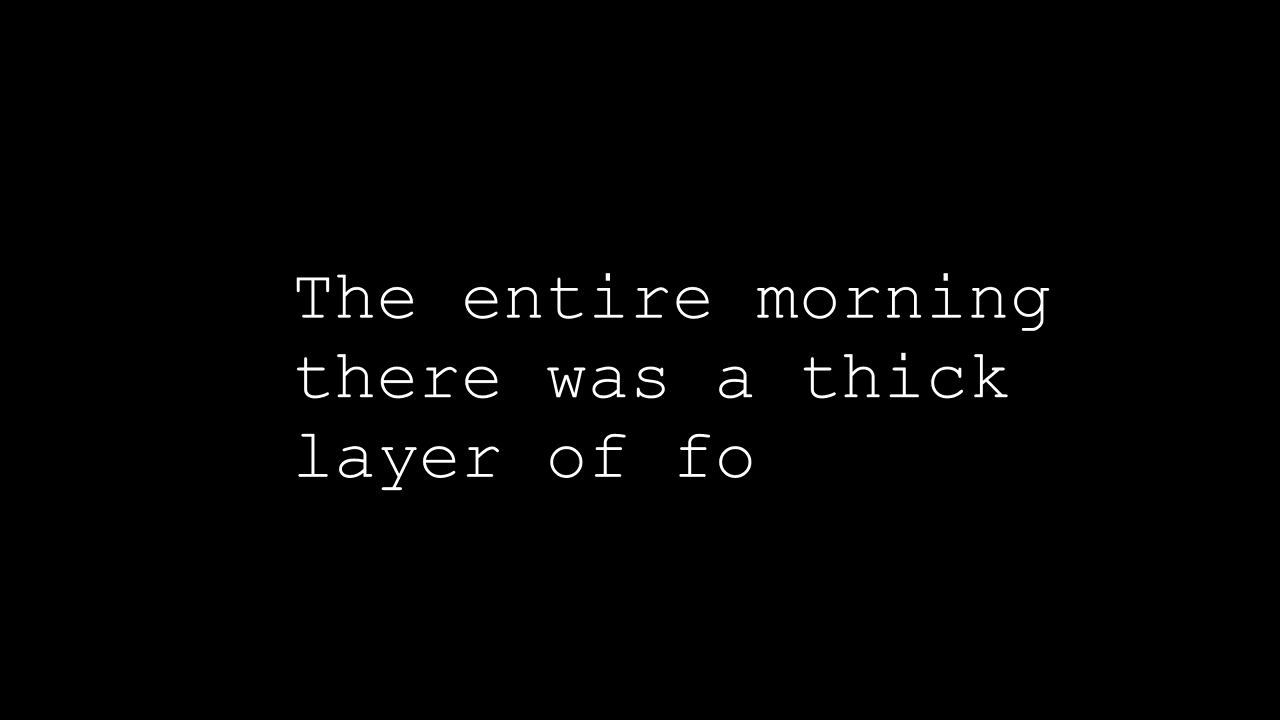 The entire morning
there was a thick
layer of fo